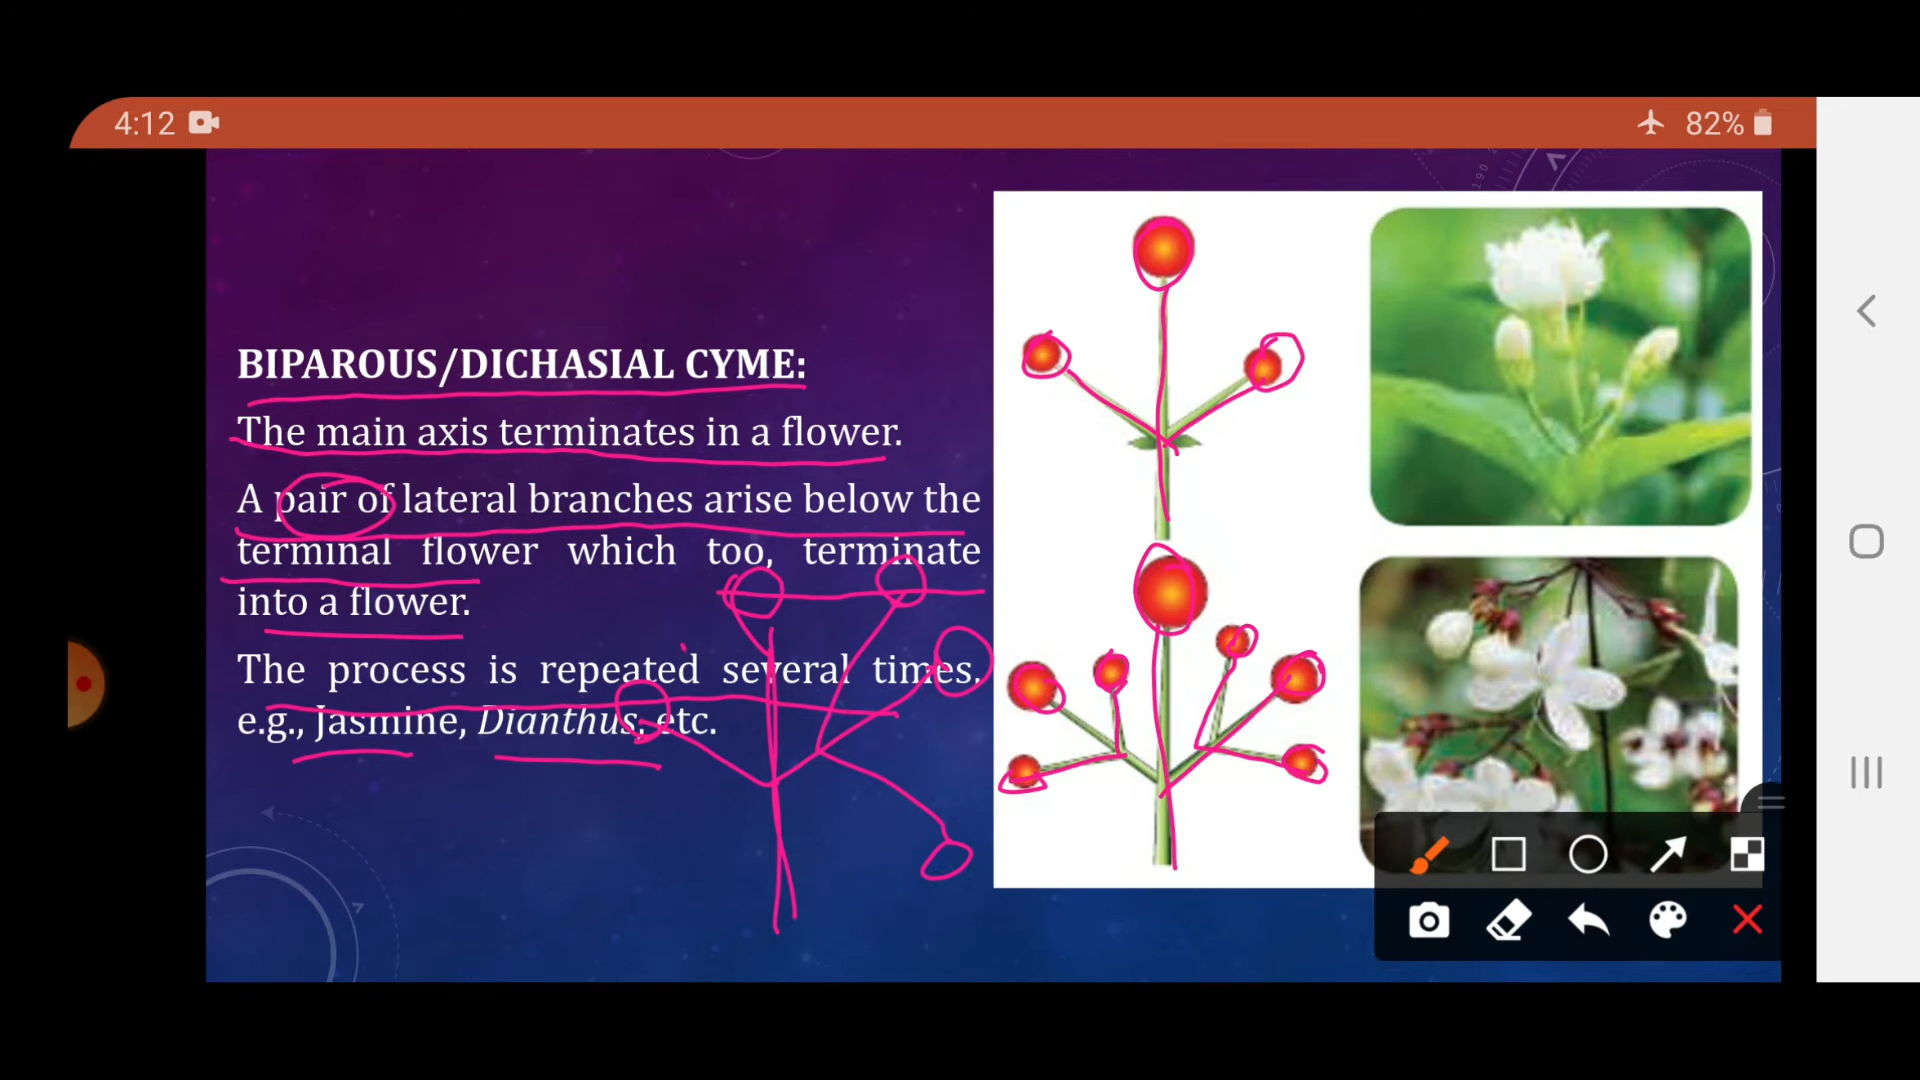 4:12
82%
BIPAROUS/DICHASIAL CYME:
The main axis terminates in a flower.
A pair of lateral branches arise below the
terminal flower which too, terminate
into a flower.
The process is repeated several times.
e.g., Jasmine, Dianthus, etc.
190